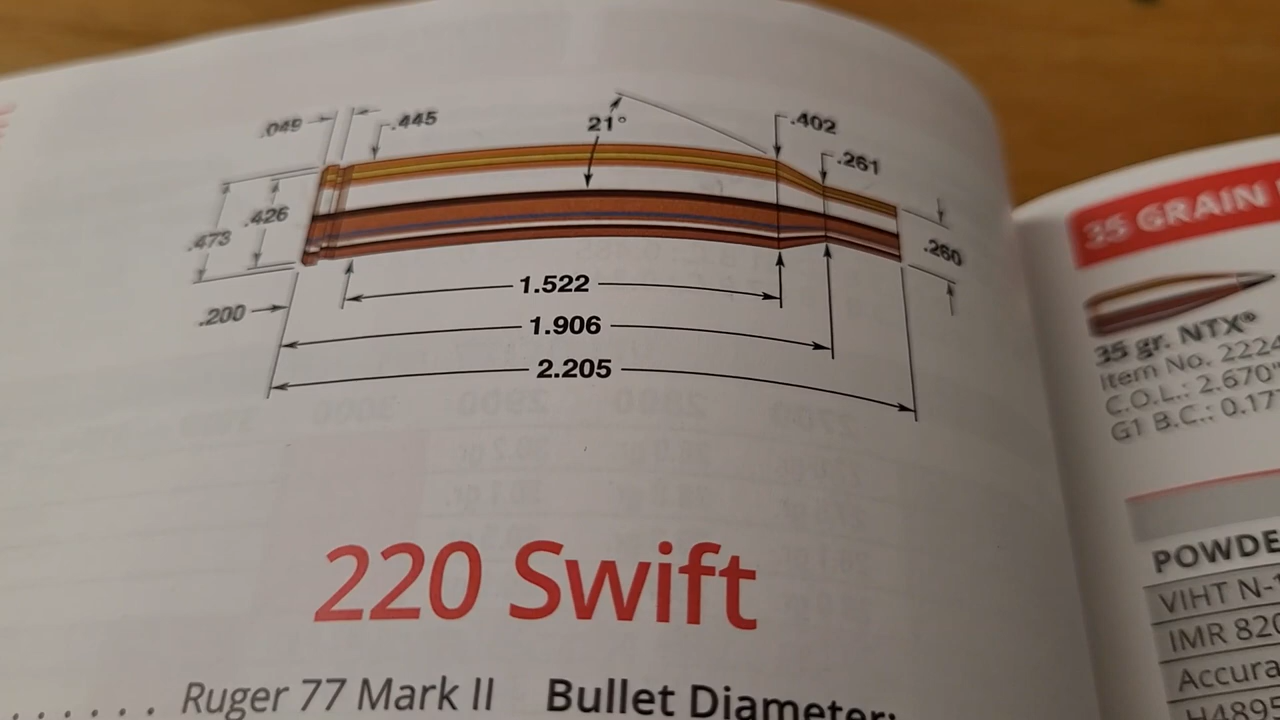 .049
.445
21°
.402
.261
.426
.473
.260
.200
1.522
1.906
2.205
220 Swift
Ruger 77 Mark II
Bullet Diameter:
35 GRAIN
35 gr. NTX®
Item No. 2224
C.O.L.: 2.670"
G1 B.C.: 0.17
POWDE
VIHT N-1
IMR 820
Accura
H4895